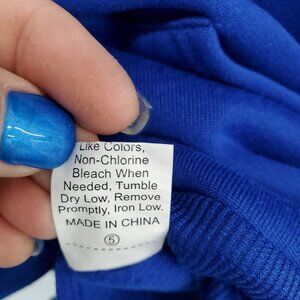 Like Colors,
Non-Chlorine
Bleach When
Needed, Tumble
Dry Low, Remove
Promptly, Iron Low.
MADE IN CHINA
5